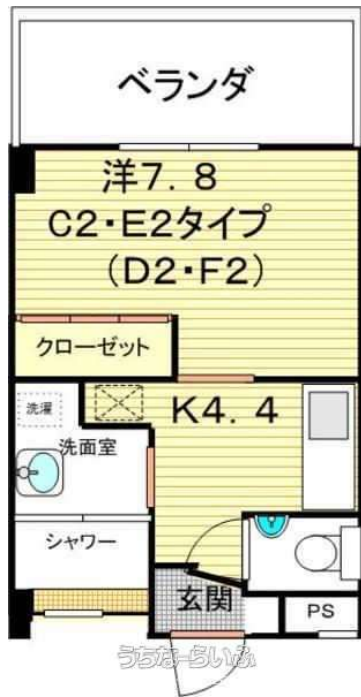 ベランダ
洋7.8
C2・E2タイプ
(D2・F2)
クローゼット
K4.4
洗濯
洗面室
シャワー
玄関
PS
うちなーらいふ